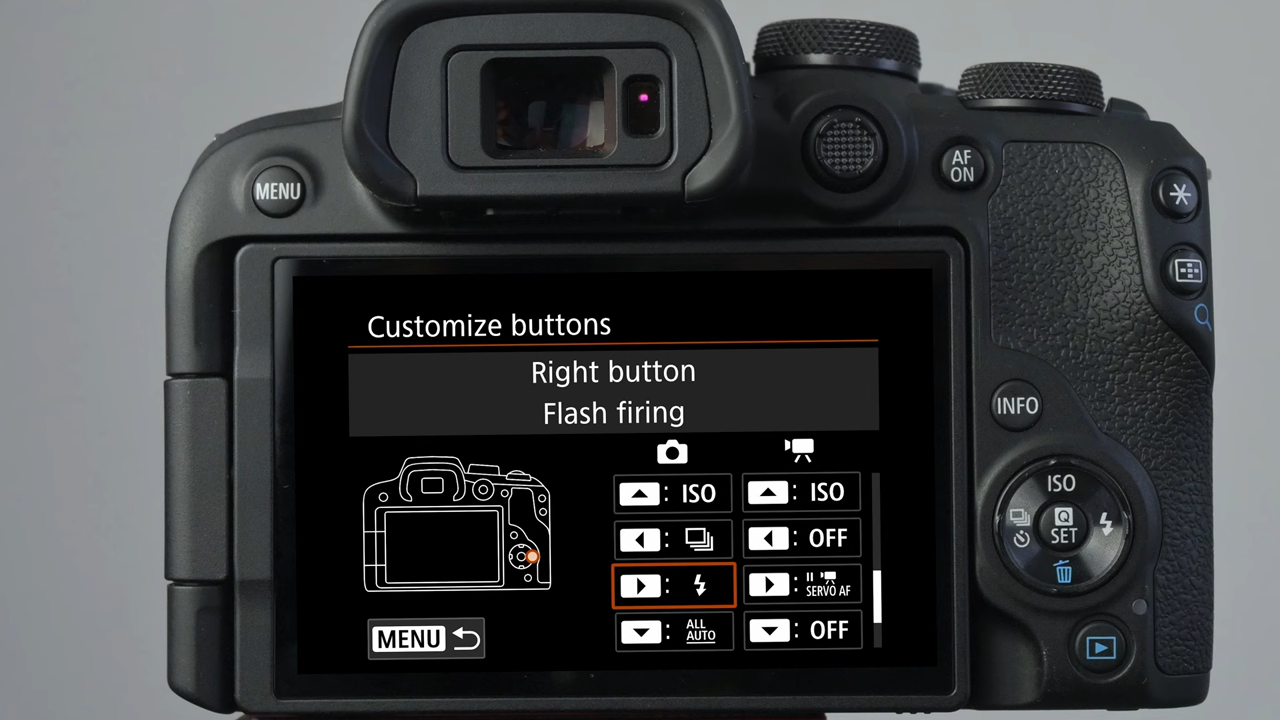 MENU
AF
ON
Customize buttons
Right button
Flash firing
: ISO
: ISO
:
: OFF
:
: SERVO AF
: ALL
AUTO
: OFF
MENU
INFO
ISO
Q
SET